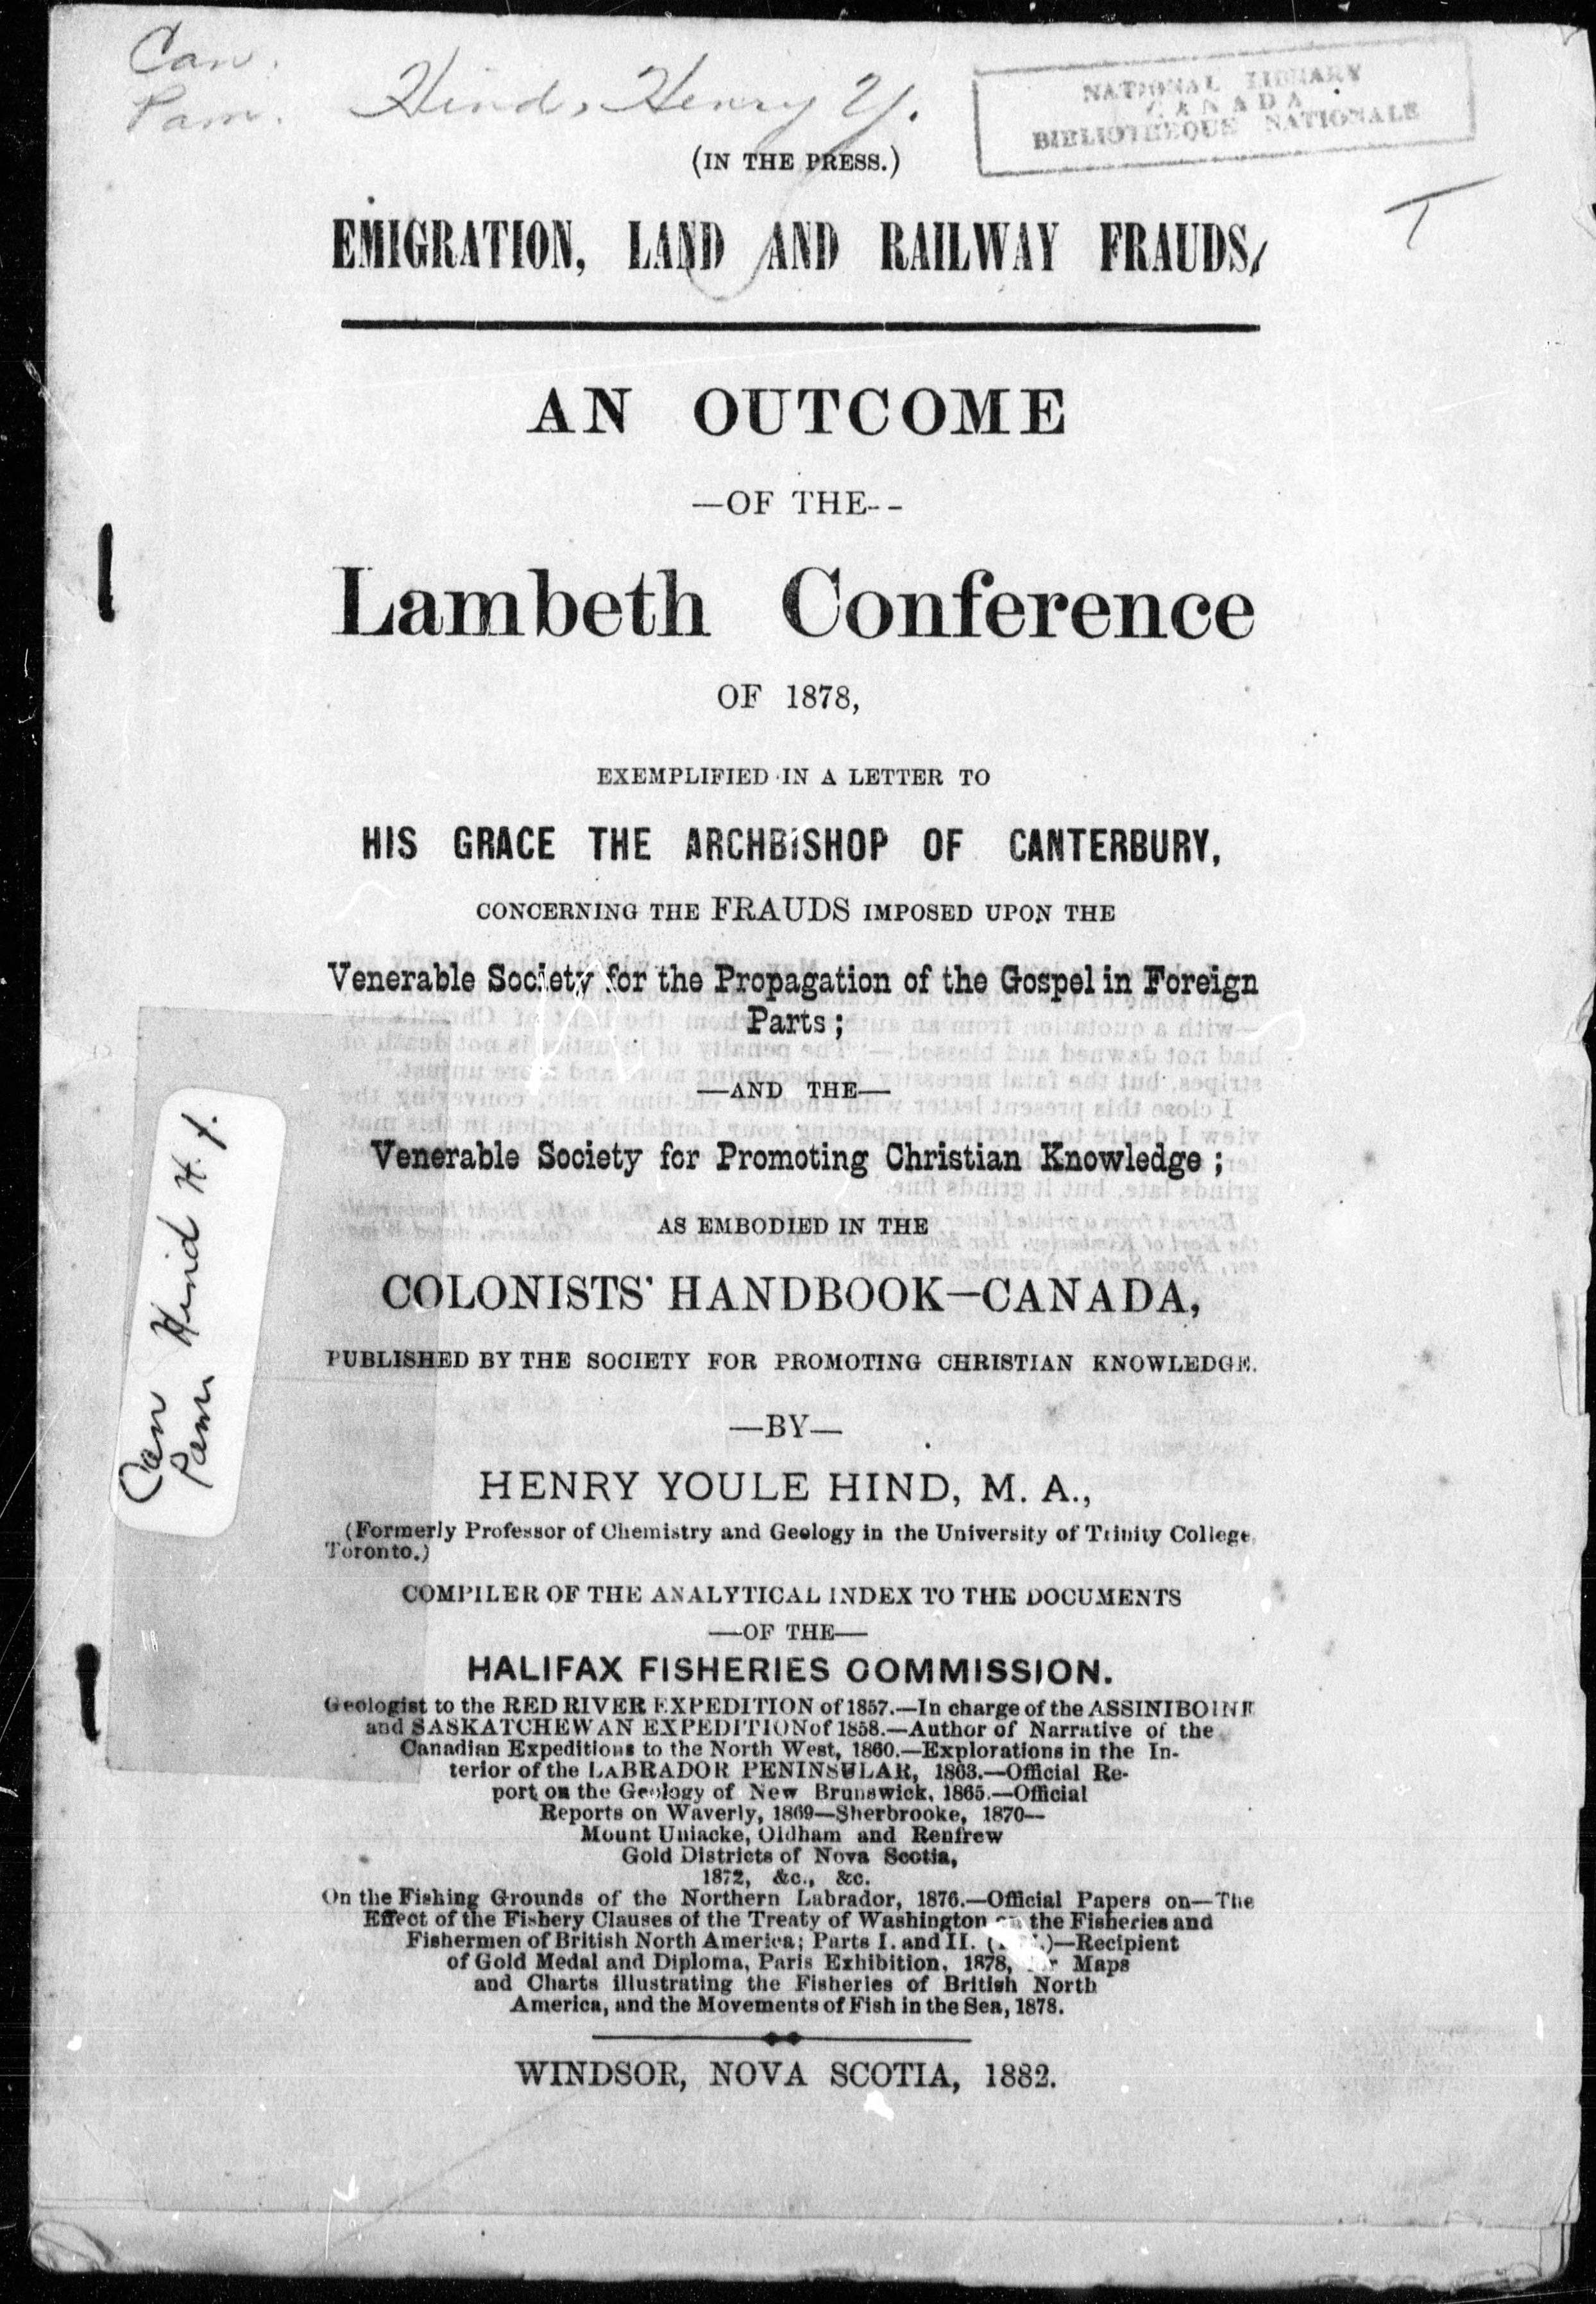 Can.
Pam.
Hind, Henry Y.
NATIONAL LIBRARY
CANADA
BIBLIOTHEQUE NATIONALE
(IN THE PRESS.)
EMIGRATION, LAND AND RAILWAY FRAUDS,
AN OUTCOME
—OF THE--
Lambeth Conference
OF 1878,
EXEMPLIFIED IN A LETTER TO
HIS GRACE THE ARCHBISHOP OF CANTERBURY,
CONCERNING THE FRAUDS IMPOSED UPON THE
Venerable Society for the Propagation of the Gospel in Foreign
Parts;
—AND THE—
Venerable Society for Promoting Christian Knowledge;
AS EMBODIED IN THE
COLONISTS' HANDBOOK—CANADA,
PUBLISHED BY THE SOCIETY FOR PROMOTING CHRISTIAN KNOWLEDGE.
—BY—
HENRY YOULE HIND, M. A.,
(Formerly Professor of Chemistry and Geology in the University of Trinity College,
Toronto.)
COMPILER OF THE ANALYTICAL INDEX TO THE DOCUMENTS
—OF THE—
HALIFAX FISHERIES COMMISSION.
Geologist to the RED RIVER EXPEDITION of 1857.—In charge of the ASSINIBOINE
and SASKATCHEWAN EXPEDITION of 1858.—Author of Narrative of the
Canadian Expeditions to the North West, 1860.—Explorations in the In-
terior of the LABRADOR PENINSULAR, 1863.—Official Re-
port on the Geology of New Brunswick, 1865.—Official
Reports on Waverly, 1869—Sherbrooke, 1870—
Mount Uniacke, Oldham and Renfrew
Gold Districts of Nova Scotia,
1872, &c., &c.
On the Fishing Grounds of the Northern Labrador, 1876.—Official Papers on—The
Effect of the Fishery Clauses of the Treaty of Washington the Fisheries and
Fishermen of British North America; Parts I. and II. —Recipient
of Gold Medal and Diploma, Paris Exhibition, 1878, Maps
and Charts illustrating the Fisheries of British North
America, and the Movements of Fish in the Sea, 1878.
WINDSOR, NOVA SCOTIA, 1882.
Can Hind H. Y.
Pam